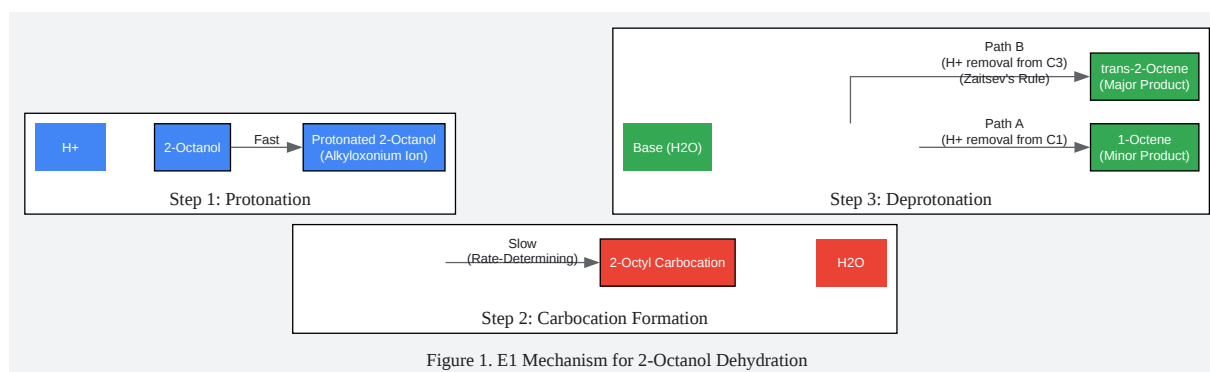 H+
2-Octanol
Fast
Protonated 2-Octanol
(Alkyloxonium Ion)
Step 1: Protonation
Slow
(Rate-Determining)
2-Octyl Carbocation
H2O
Step 2: Carbocation Formation
Base (H2O)
Path B
(H+ removal from C3)
(Zaitsev's Rule)
trans-2-Octene
(Major Product)
Path A
(H+ removal from C1)
1-Octene
(Minor Product)
Step 3: Deprotonation
Figure 1. E1 Mechanism for 2-Octanol Dehydration